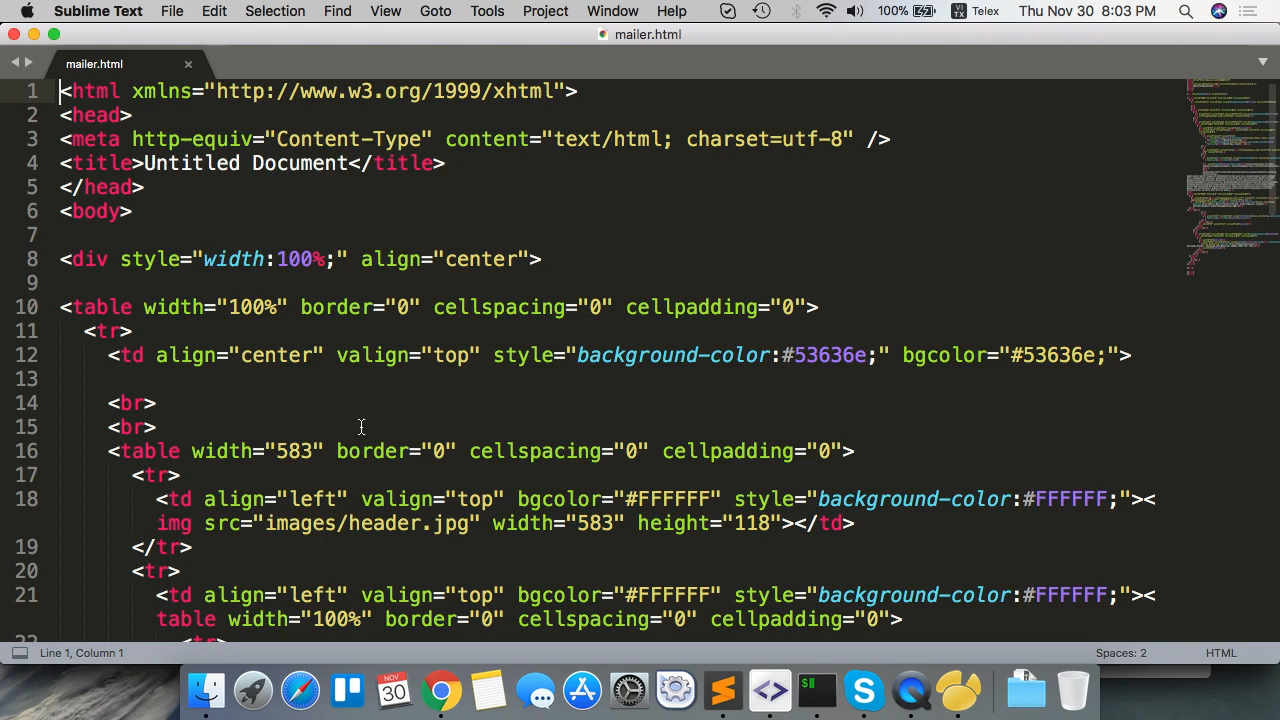 Sublime Text File Edit Selection Find View Goto Tools Project Window Help 100% VI TX Telex Thu Nov 30 8:03 PM
mailer.html
mailer.html ×
1 <html xmlns="http://www.w3.org/1999/xhtml">
2 <head>
3 <meta http-equiv="Content-Type" content="text/html; charset=utf-8" />
4 <title>Untitled Document</title>
5 </head>
6 <body>
7
8 <div style="width:100%;" align="center">
9
10 <table width="100%" border="0" cellspacing="0" cellpadding="0">
11 <tr>
12 <td align="center" valign="top" style="background-color:#53636e;" bgcolor="#53636e;">
13
14 <br>
15 <br>
16 <table width="583" border="0" cellspacing="0" cellpadding="0">
17 <tr>
18 <td align="left" valign="top" bgcolor="#FFFFFF" style="background-color:#FFFFFF;"><
img src="images/header.jpg" width="583" height="118"></td>
19 </tr>
20 <tr>
21 <td align="left" valign="top" bgcolor="#FFFFFF" style="background-color:#FFFFFF;"><
table width="100%" border="0" cellspacing="0" cellpadding="0">
22 <tr>
Line 1, Column 1 Spaces: 2 HTML
NOV
30